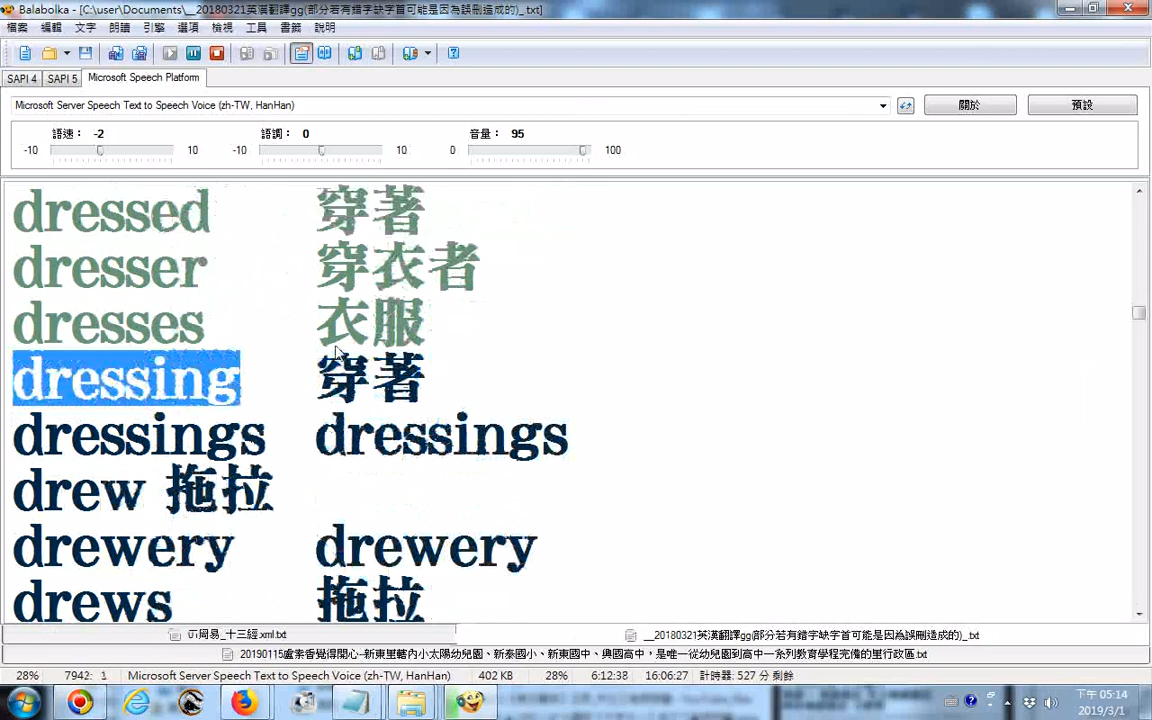 Balabolka - [C:\user\Documents\__20180321英漢翻譯gg(部分若有錯字缺字首可能是因為誤刪造成的)_.txt]
檔案 編輯 文字 朗讀 引擎 選項 檢視 工具 書籤 說明
SAPI 4 SAPI 5 Microsoft Speech Platform
Microsoft Server Speech Text to Speech Voice (zh-TW, HanHan) 關於 預設
語速： -2 語調： 0 音量： 95
-10 10 -10 10 0 100
dressed 穿著
dresser 穿衣者
dresses 衣服
dressing 穿著
dressings dressings
drew 拖拉
drewery drewery
drews 拖拉
周易_十三經.xml.txt __20180321英漢翻譯gg(部分若有錯字缺字首可能是因為誤刪造成的)_.txt
20190115盧素香覺得開心-新東里轄內小太陽幼兒園、新泰國小、新東國中、興國高中，是唯一從幼兒園到高中一系列教育學程完備的里行政區.txt
28% 7942: 1 Microsoft Server Speech Text to Speech Voice (zh-TW, HanHan) 402 KB 28% 6:12:38 16:06:27 計時器: 527 分 剩餘
下午 05:14
2019/3/1